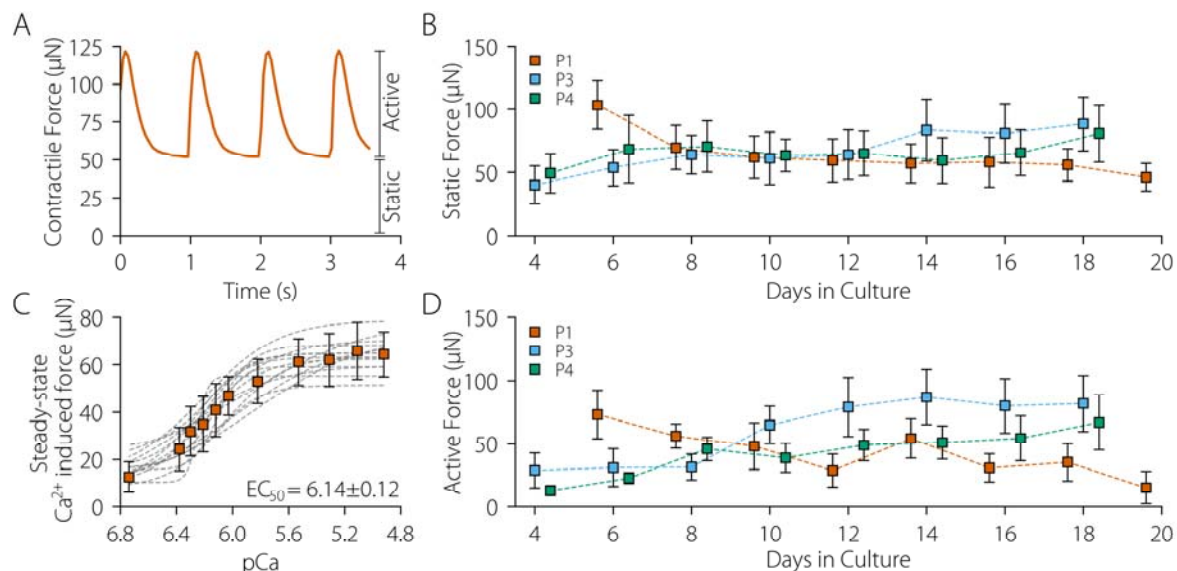 A
Contractile Force (µN)
125
100
75
50
25
0
0 1 2 3 4
Time (s)
Active
Static
B
Static Force (µN)
150
100
50
0
P1
P3
P4
4 6 8 10 12 14 16 18 20
Days in Culture
C
Steady-state
Ca²⁺ induced force (µN)
80
60
40
20
0
EC₅₀ = 6.14±0.12
6.8 6.4 6.0 5.6 5.2 4.8
pCa
D
Active Force (µN)
150
100
50
0
P1
P3
P4
4 6 8 10 12 14 16 18 20
Days in Culture